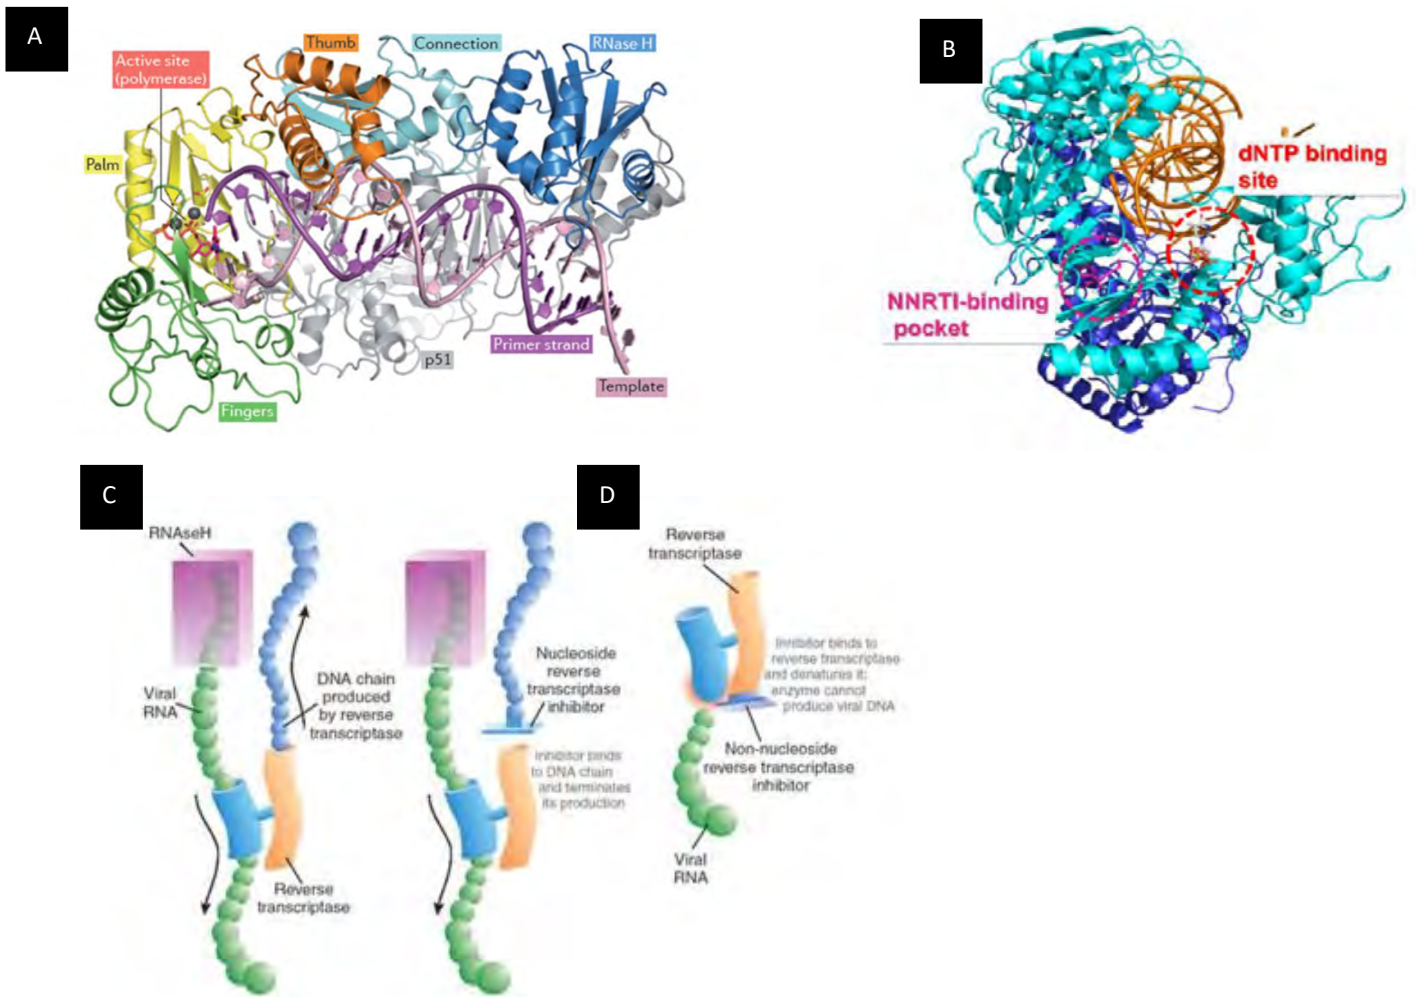 A
Active site
(polymerase)
Thumb
Connection
RNase H
Palm
p51
Primer strand
Template
Fingers
B
dNTP binding
site
NNRTI-binding
pocket
C
RNAseH
Viral
RNA
DNA chain
produced
by reverse
transcriptase
Reverse
transcriptase
Nucleoside
reverse
transcriptase
inhibitor
Inhibitor binds
to DNA chain
and terminates
its production
D
Reverse
transcriptase
Inhibitor binds to
reverse transcriptase
and denatures it;
enzyme cannot
produce viral DNA
Non-nucleoside
reverse transcriptase
inhibitor
Viral
RNA